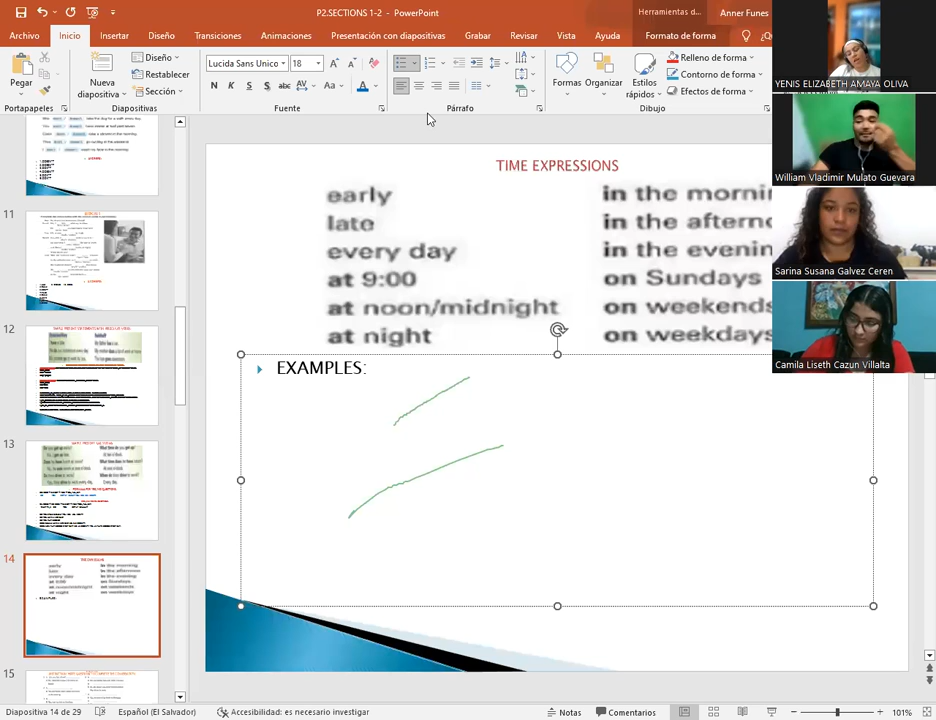 P2.SECTIONS 1-2 - PowerPoint
Herramientas d...
Anner Funes
Archivo
Inicio
Insertar
Diseño
Transiciones
Animaciones
Presentación con diapositivas
Grabar
Revisar
Vista
Ayuda
Formato de forma
¿Q
Pegar
Nueva
diapositiva
Diseño
Restablecer
Sección
Lucida Sans Unico
18
N K S S abc AV Aa A
Formas
Organizar
Estilos
rápidos
Relleno de forma
Contorno de forma
Efectos de forma
Portapapeles
Diapositivas
Fuente
Párrafo
Dibujo
YENIS ELIZABETH AMAYA OLIVA
William Vladimir Mulato Guevara
Sarina Susana Galvez Ceren
Camila Liseth Cazun Villalta
11
12
13
14
15
TIME EXPRESSIONS
early
late
every day
at 9:00
at noon/midnight
at night
in the mornin
in the afterno
in the evenin
on Sundays
on weekends
on weekdays
EXAMPLES:
Diapositiva 14 de 29
Español (El Salvador)
Accesibilidad: es necesario investigar
Notas
Comentarios
101%